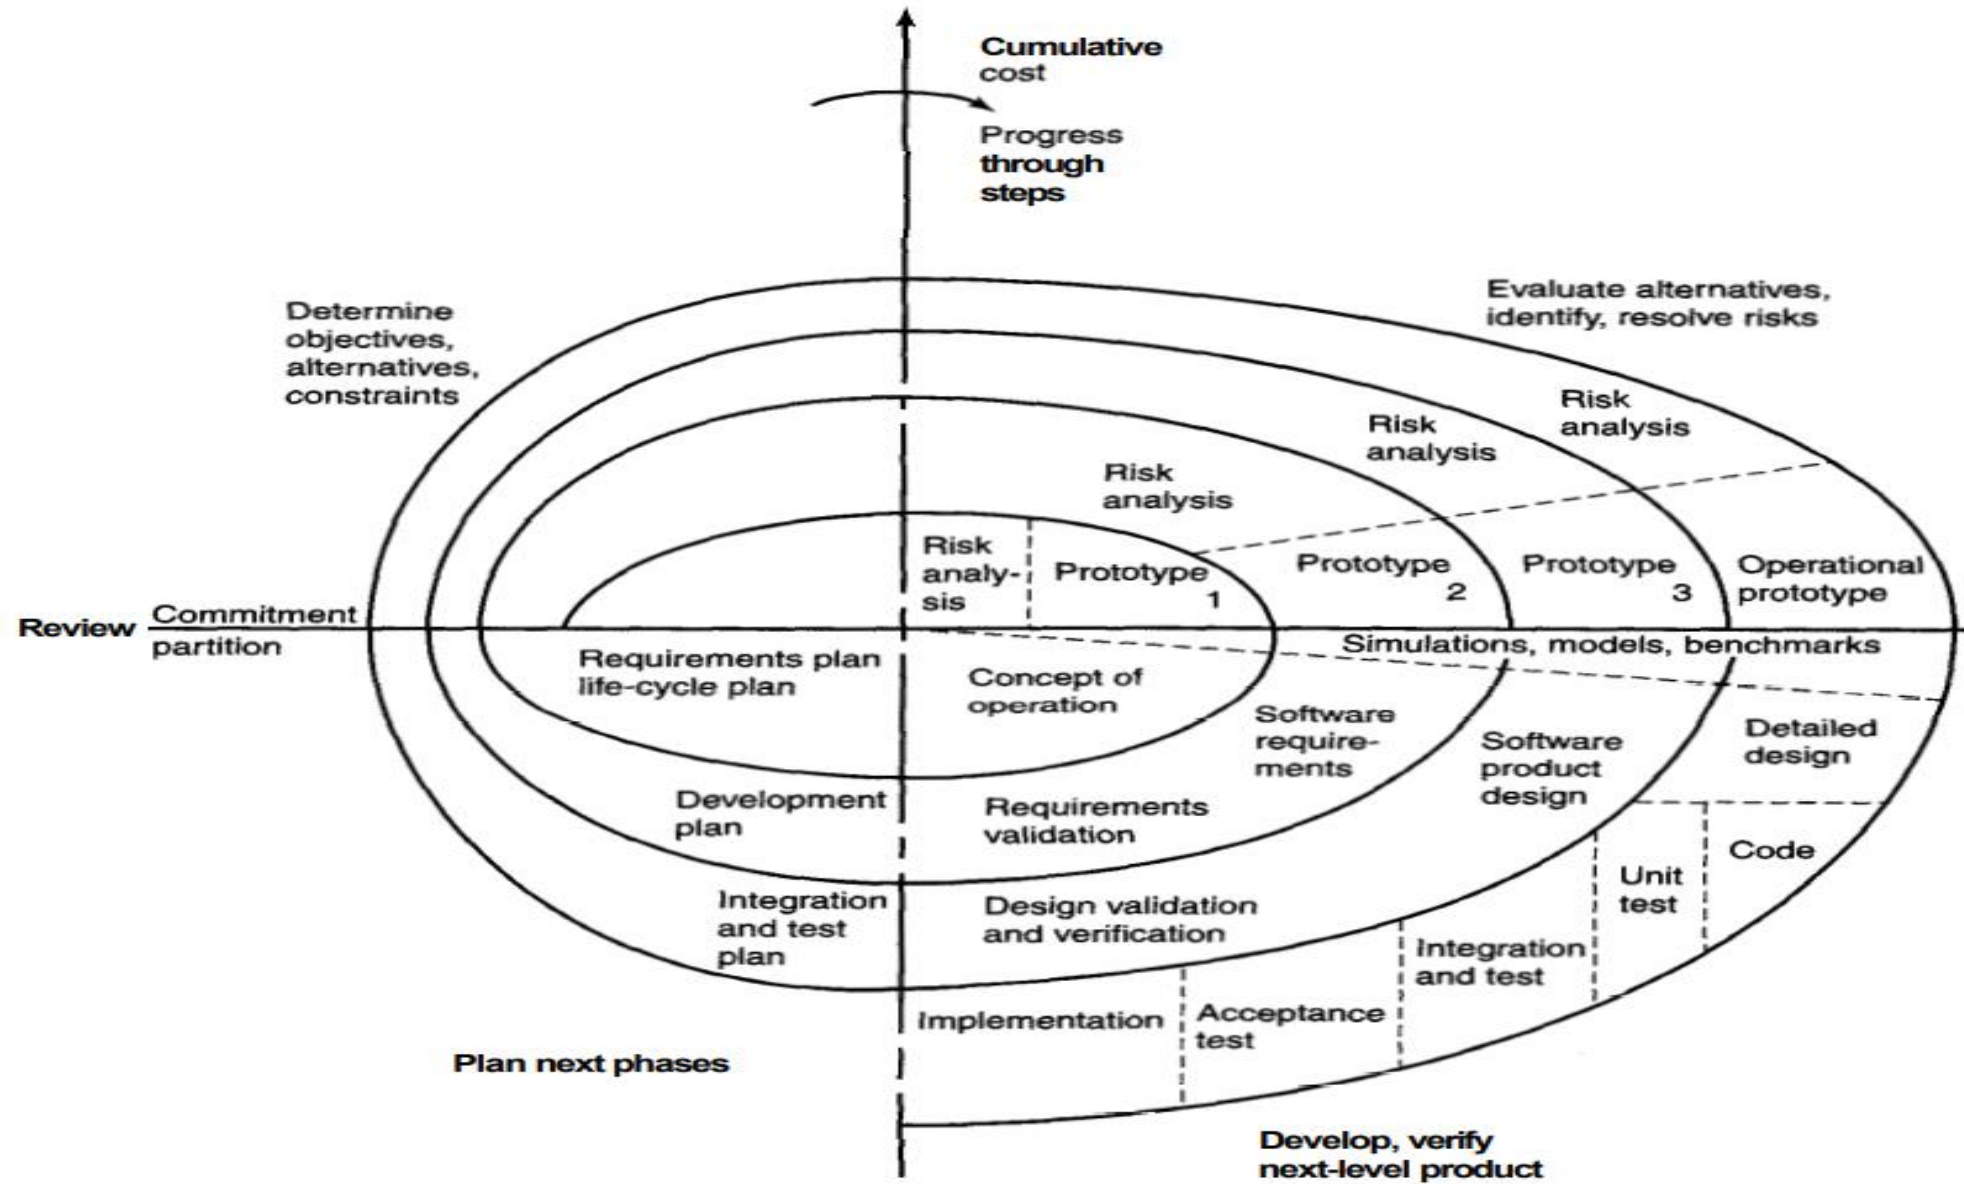 Cumulative
cost
Progress
through
steps
Determine
objectives,
alternatives,
constraints
Evaluate alternatives,
identify, resolve risks
Risk
analysis
Risk
analysis
Risk
analysis
Risk
analy-
sis
Prototype
1
Prototype
2
Prototype
3
Operational
prototype
Review
Commitment
partition
Simulations, models, benchmarks
Requirements plan
life-cycle plan
Concept of
operation
Software
require-
ments
Software
product
design
Detailed
design
Development
plan
Requirements
validation
Code
Unit
test
Integration
and test
plan
Design validation
and verification
Integration
and test
Acceptance
test
Implementation
Plan next phases
Develop, verify
next-level product